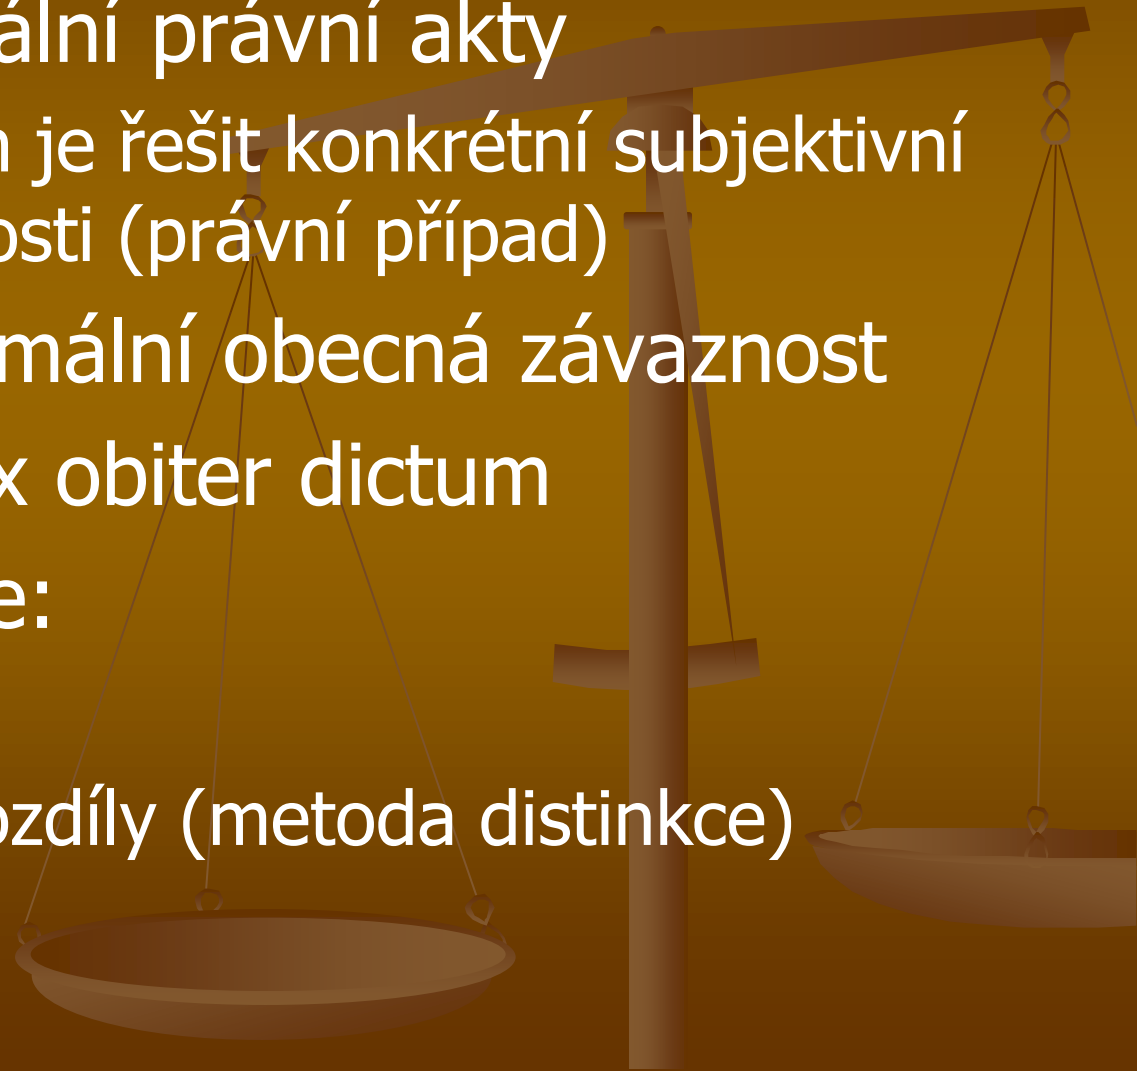 ální právní akty
je řešit konkrétní subjektivní
osti (právní případ)
mální obecná závaznost
x obiter dictum
e:
ozdíly (metoda distinkce)